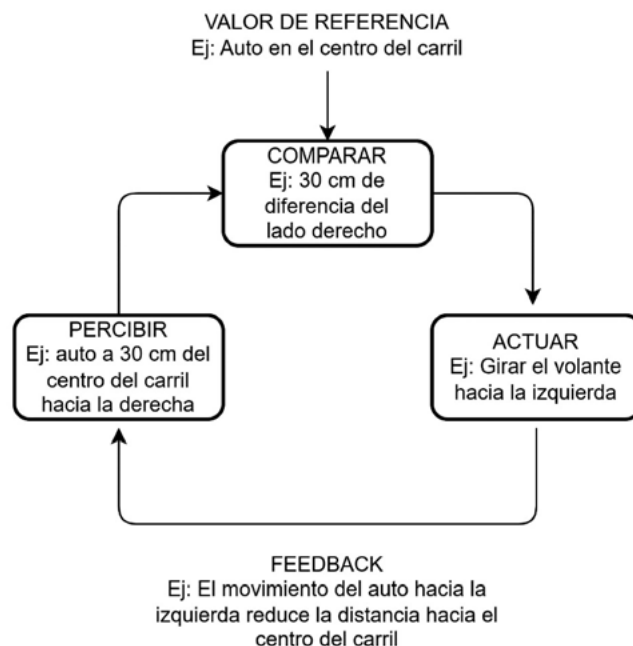 VALOR DE REFERENCIA
Ej: Auto en el centro del carril
COMPARAR
Ej: 30 cm de
diferencia del
lado derecho
PERCIBIR
Ej: auto a 30 cm del
centro del carril
hacia la derecha
ACTUAR
Ej: Girar el volante
hacia la izquierda
FEEDBACK
Ej: El movimiento del auto hacia la
izquierda reduce la distancia hacia el
centro del carril